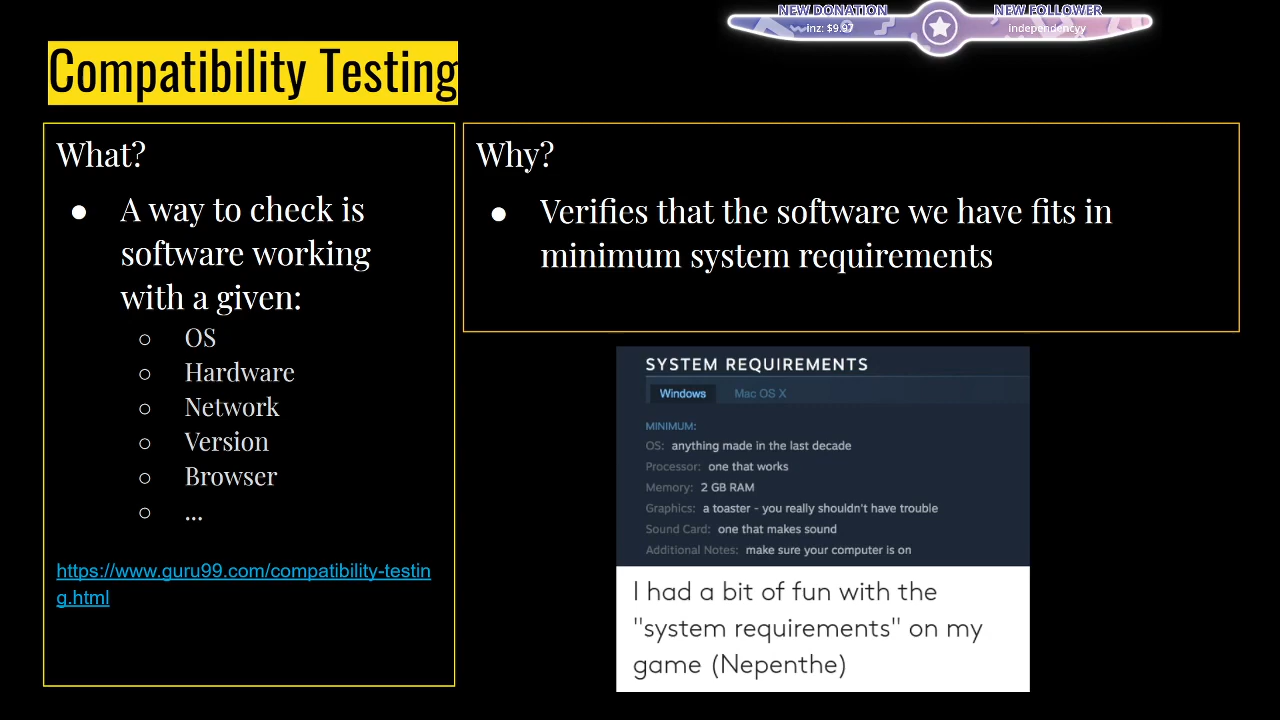 NEW DONATION
NEW FOLLOWER
inz: $9.97
independencyy
Compatibility Testing
What?
● A way to check is
software working
with a given:
○ OS
○ Hardware
○ Network
○ Version
○ Browser
○ ...
https://www.guru99.com/compatibility-testin
g.html
Why?
● Verifies that the software we have fits in
minimum system requirements
SYSTEM REQUIREMENTS
Windows Mac OS X
MINIMUM:
OS: anything made in the last decade
Processor: one that works
Memory: 2 GB RAM
Graphics: a toaster - you really shouldn't have trouble
Sound Card: one that makes sound
Additional Notes: make sure your computer is on
I had a bit of fun with the
"system requirements" on my
game (Nepenthe)